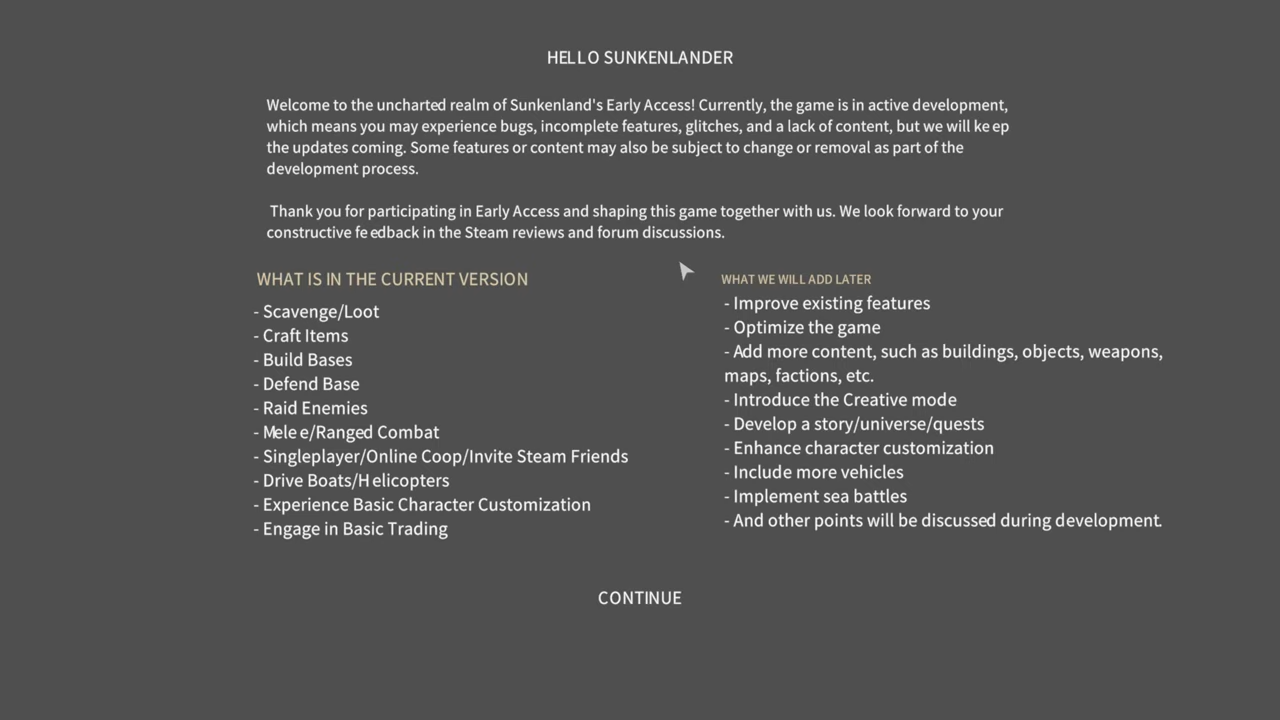 HELLO SUNKENLANDER
Welcome to the uncharted realm of Sunkenland's Early Access! Currently, the game is in active development,
which means you may experience bugs, incomplete features, glitches, and a lack of content, but we will keep
the updates coming. Some features or content may also be subject to change or removal as part of the
development process.
Thank you for participating in Early Access and shaping this game together with us. We look forward to your
constructive feedback in the Steam reviews and forum discussions.
WHAT IS IN THE CURRENT VERSION
- Scavenge/Loot
- Craft Items
- Build Bases
- Defend Base
- Raid Enemies
- Melee/Ranged Combat
- Singleplayer/Online Coop/Invite Steam Friends
- Drive Boats/Helicopters
- Experience Basic Character Customization
- Engage in Basic Trading
WHAT WE WILL ADD LATER
- Improve existing features
- Optimize the game
- Add more content, such as buildings, objects, weapons,
maps, factions, etc.
- Introduce the Creative mode
- Develop a story/universe/quests
- Enhance character customization
- Include more vehicles
- Implement sea battles
- And other points will be discussed during development.
CONTINUE